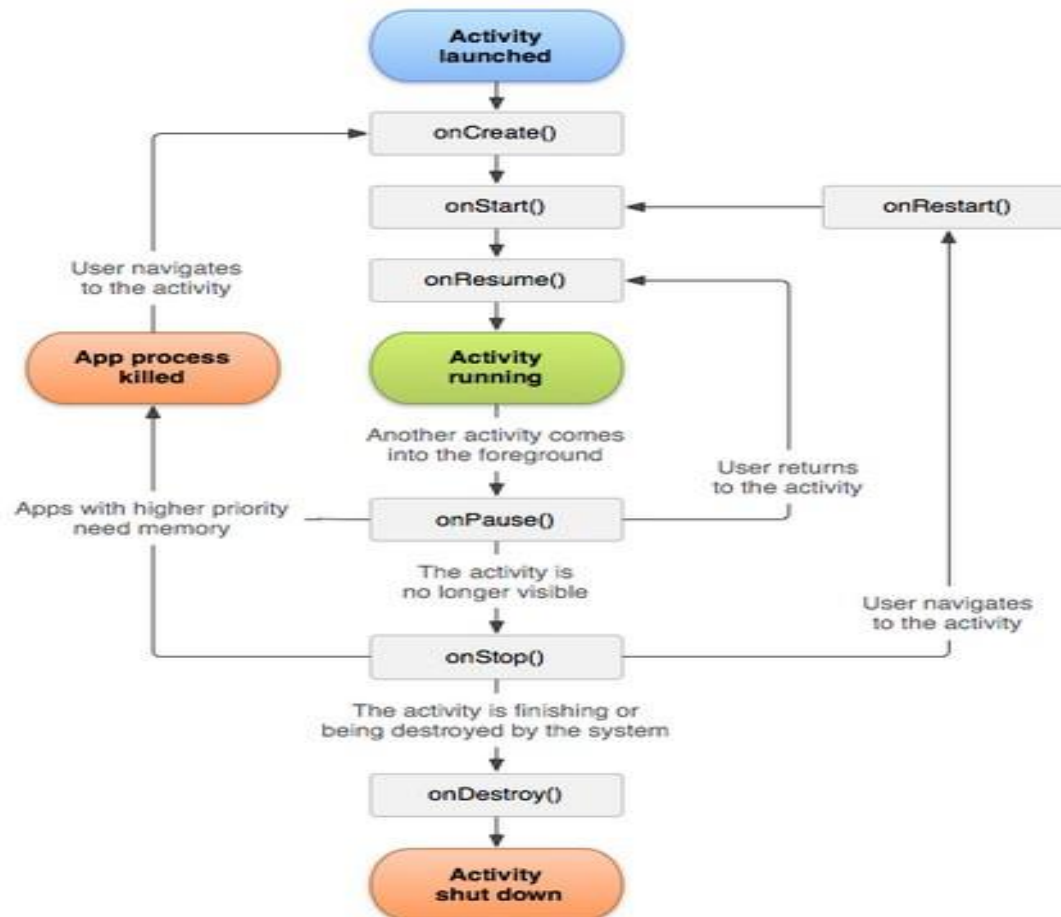 Activity
launched
onCreate()
onStart()
onRestart()
User navigates
to the activity
onResume()
App process
killed
Activity
running
Another activity comes
into the foreground
User returns
to the activity
Apps with higher priority
need memory
onPause()
The activity is
no longer visible
User navigates
to the activity
onStop()
The activity is finishing or
being destroyed by the system
onDestroy()
Activity
shut down